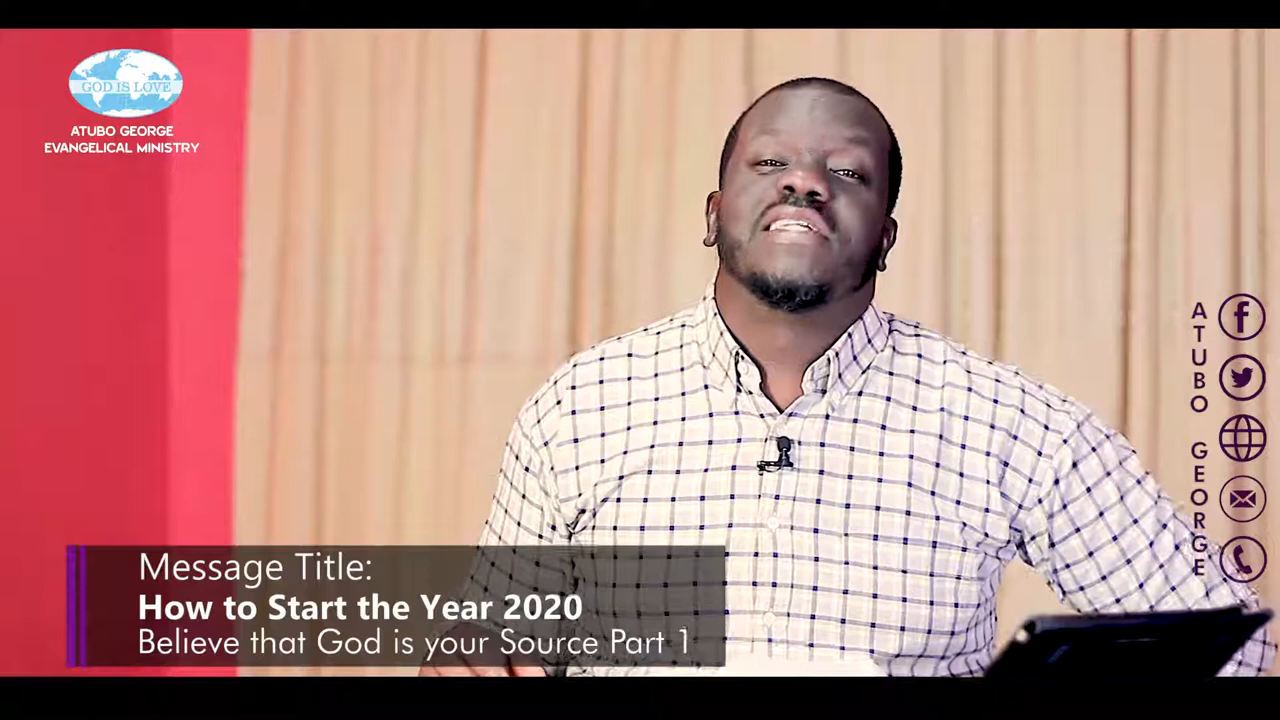 GOD IS LOVE
ATUBO GEORGE
EVANGELICAL MINISTRY
ATUBO GEORGE
Message Title:
How to Start the Year 2020
Believe that God is your Source Part 1